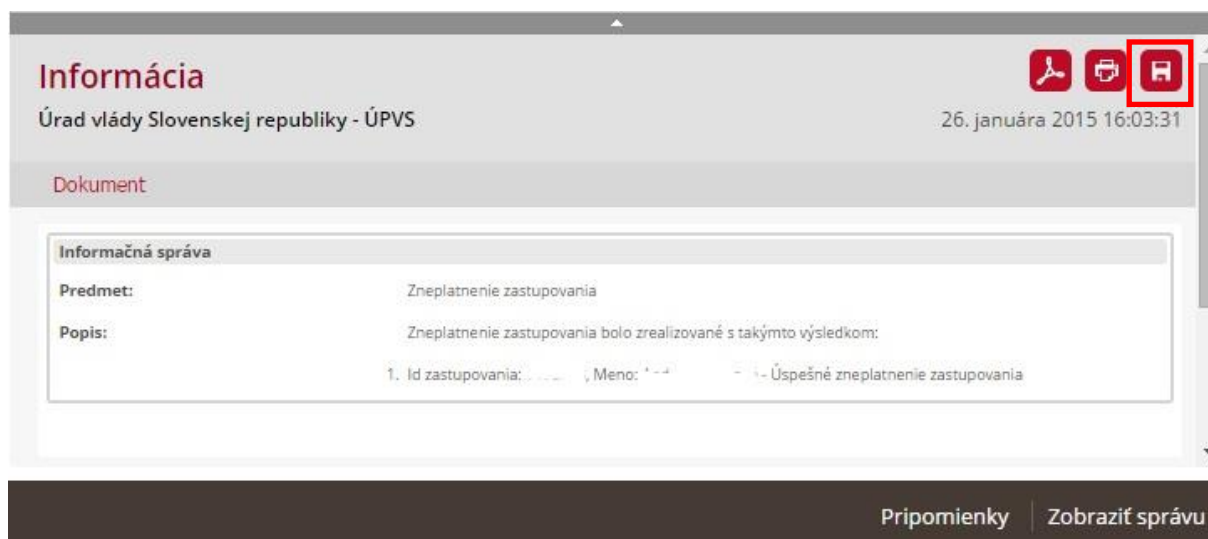 Informácia
Úrad vlády Slovenskej republiky - ÚPVS
26. januára 2015 16:03:31
Dokument
Informačná správa
Predmet: Zneplatnenie zastupovania
Popis: Zneplatnenie zastupovania bolo zrealizované s takýmto výsledkom:
1. Id zastupovania: , Meno: - Úspešné zneplatnenie zastupovania
Pripomienky Zobraziť správu